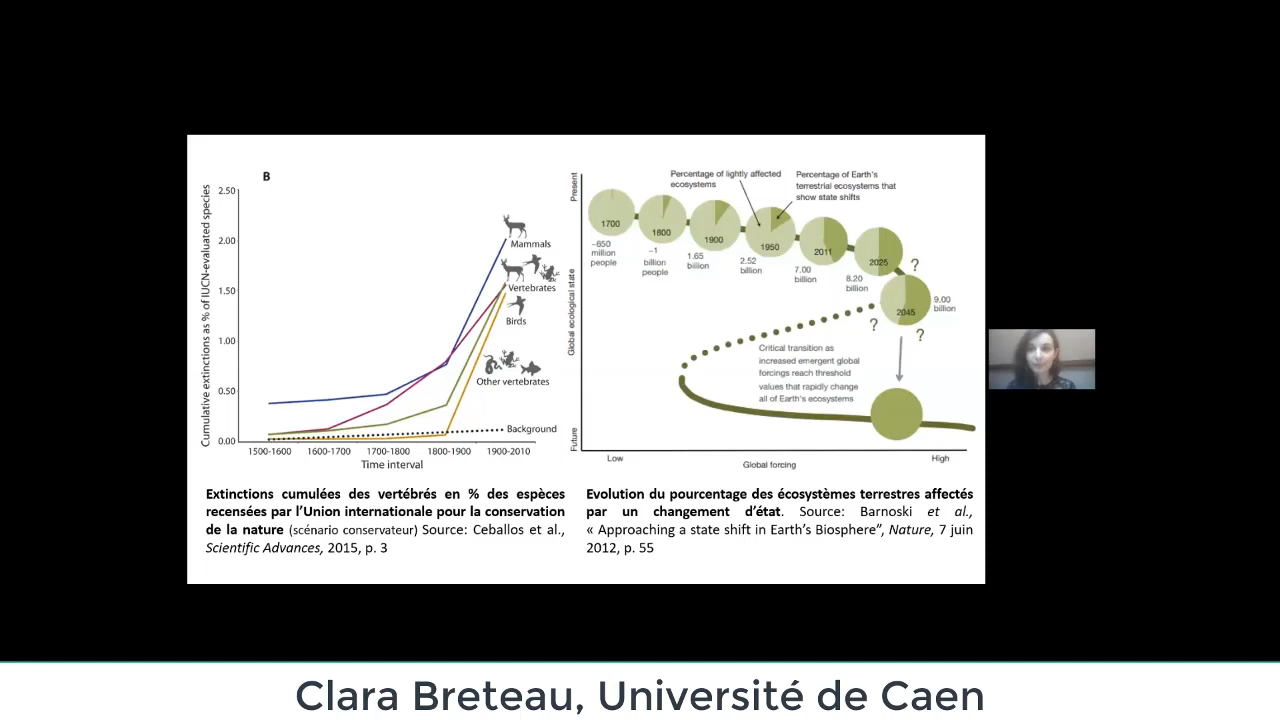 B
Cumulative extinctions as % of IUCN-evaluated species
2.50
2.00
1.50
1.00
0.50
0.00
Mammals
Vertebrates
Birds
Other vertebrates
Background
1500-1600 1600-1700 1700-1800 1800-1900 1900-2010
Time interval
Extinctions cumulées des vertébrés en % des espèces
recensées par l'Union internationale pour la conservation
de la nature (scénario conservateur) Source: Ceballos et al.,
Scientific Advances, 2015, p. 3
Present
Global ecological state
Future
Percentage of lightly affected
ecosystems
Percentage of Earth's
terrestrial ecosystems that
show state shifts
1700
~650
million
people
1800
~1
billion
people
1900
1.65
billion
1950
2.52
billion
2011
7.00
billion
2025
8.20
billion
?
2045
9.00
billion
?
?
Critical transition as
increased emergent global
forcings reach threshold
values that rapidly change
all of Earth's ecosystems
Low
High
Global forcing
Evolution du pourcentage des écosystèmes terrestres affectés
par un changement d'état. Source: Barnoski et al.,
« Approaching a state shift in Earth's Biosphere", Nature, 7 juin
2012, p. 55
Clara Breteau, Université de Caen